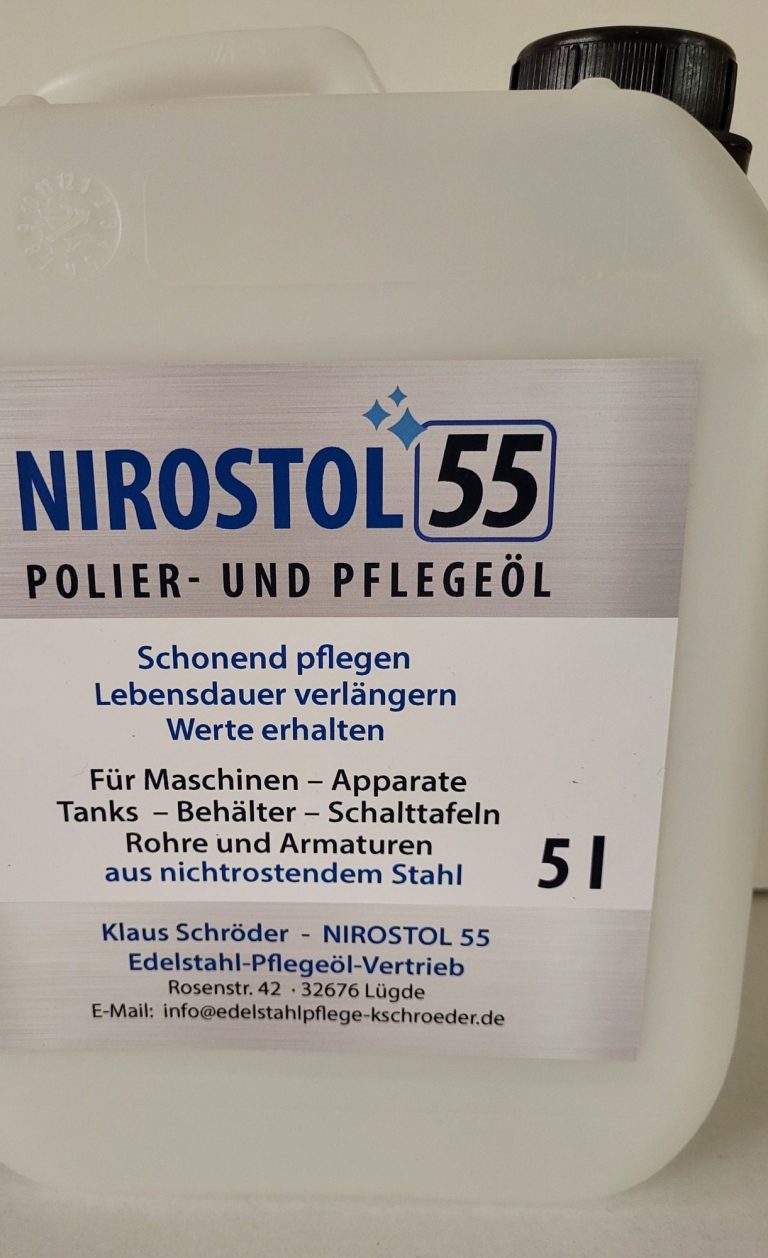 NIROSTOL 55
POLIER- UND PFLEGEÖL
Schonend pflegen
Lebensdauer verlängern
Werte erhalten
Für Maschinen – Apparate
Tanks – Behälter – Schalttafeln
Rohre und Armaturen
aus nichtrostendem Stahl
5 l
Klaus Schröder - NIROSTOL 55
Edelstahl-Pflegeöl-Vertrieb
Rosenstr. 42 · 32676 Lügde
E-Mail: info@edelstahlpflege-kschroeder.de